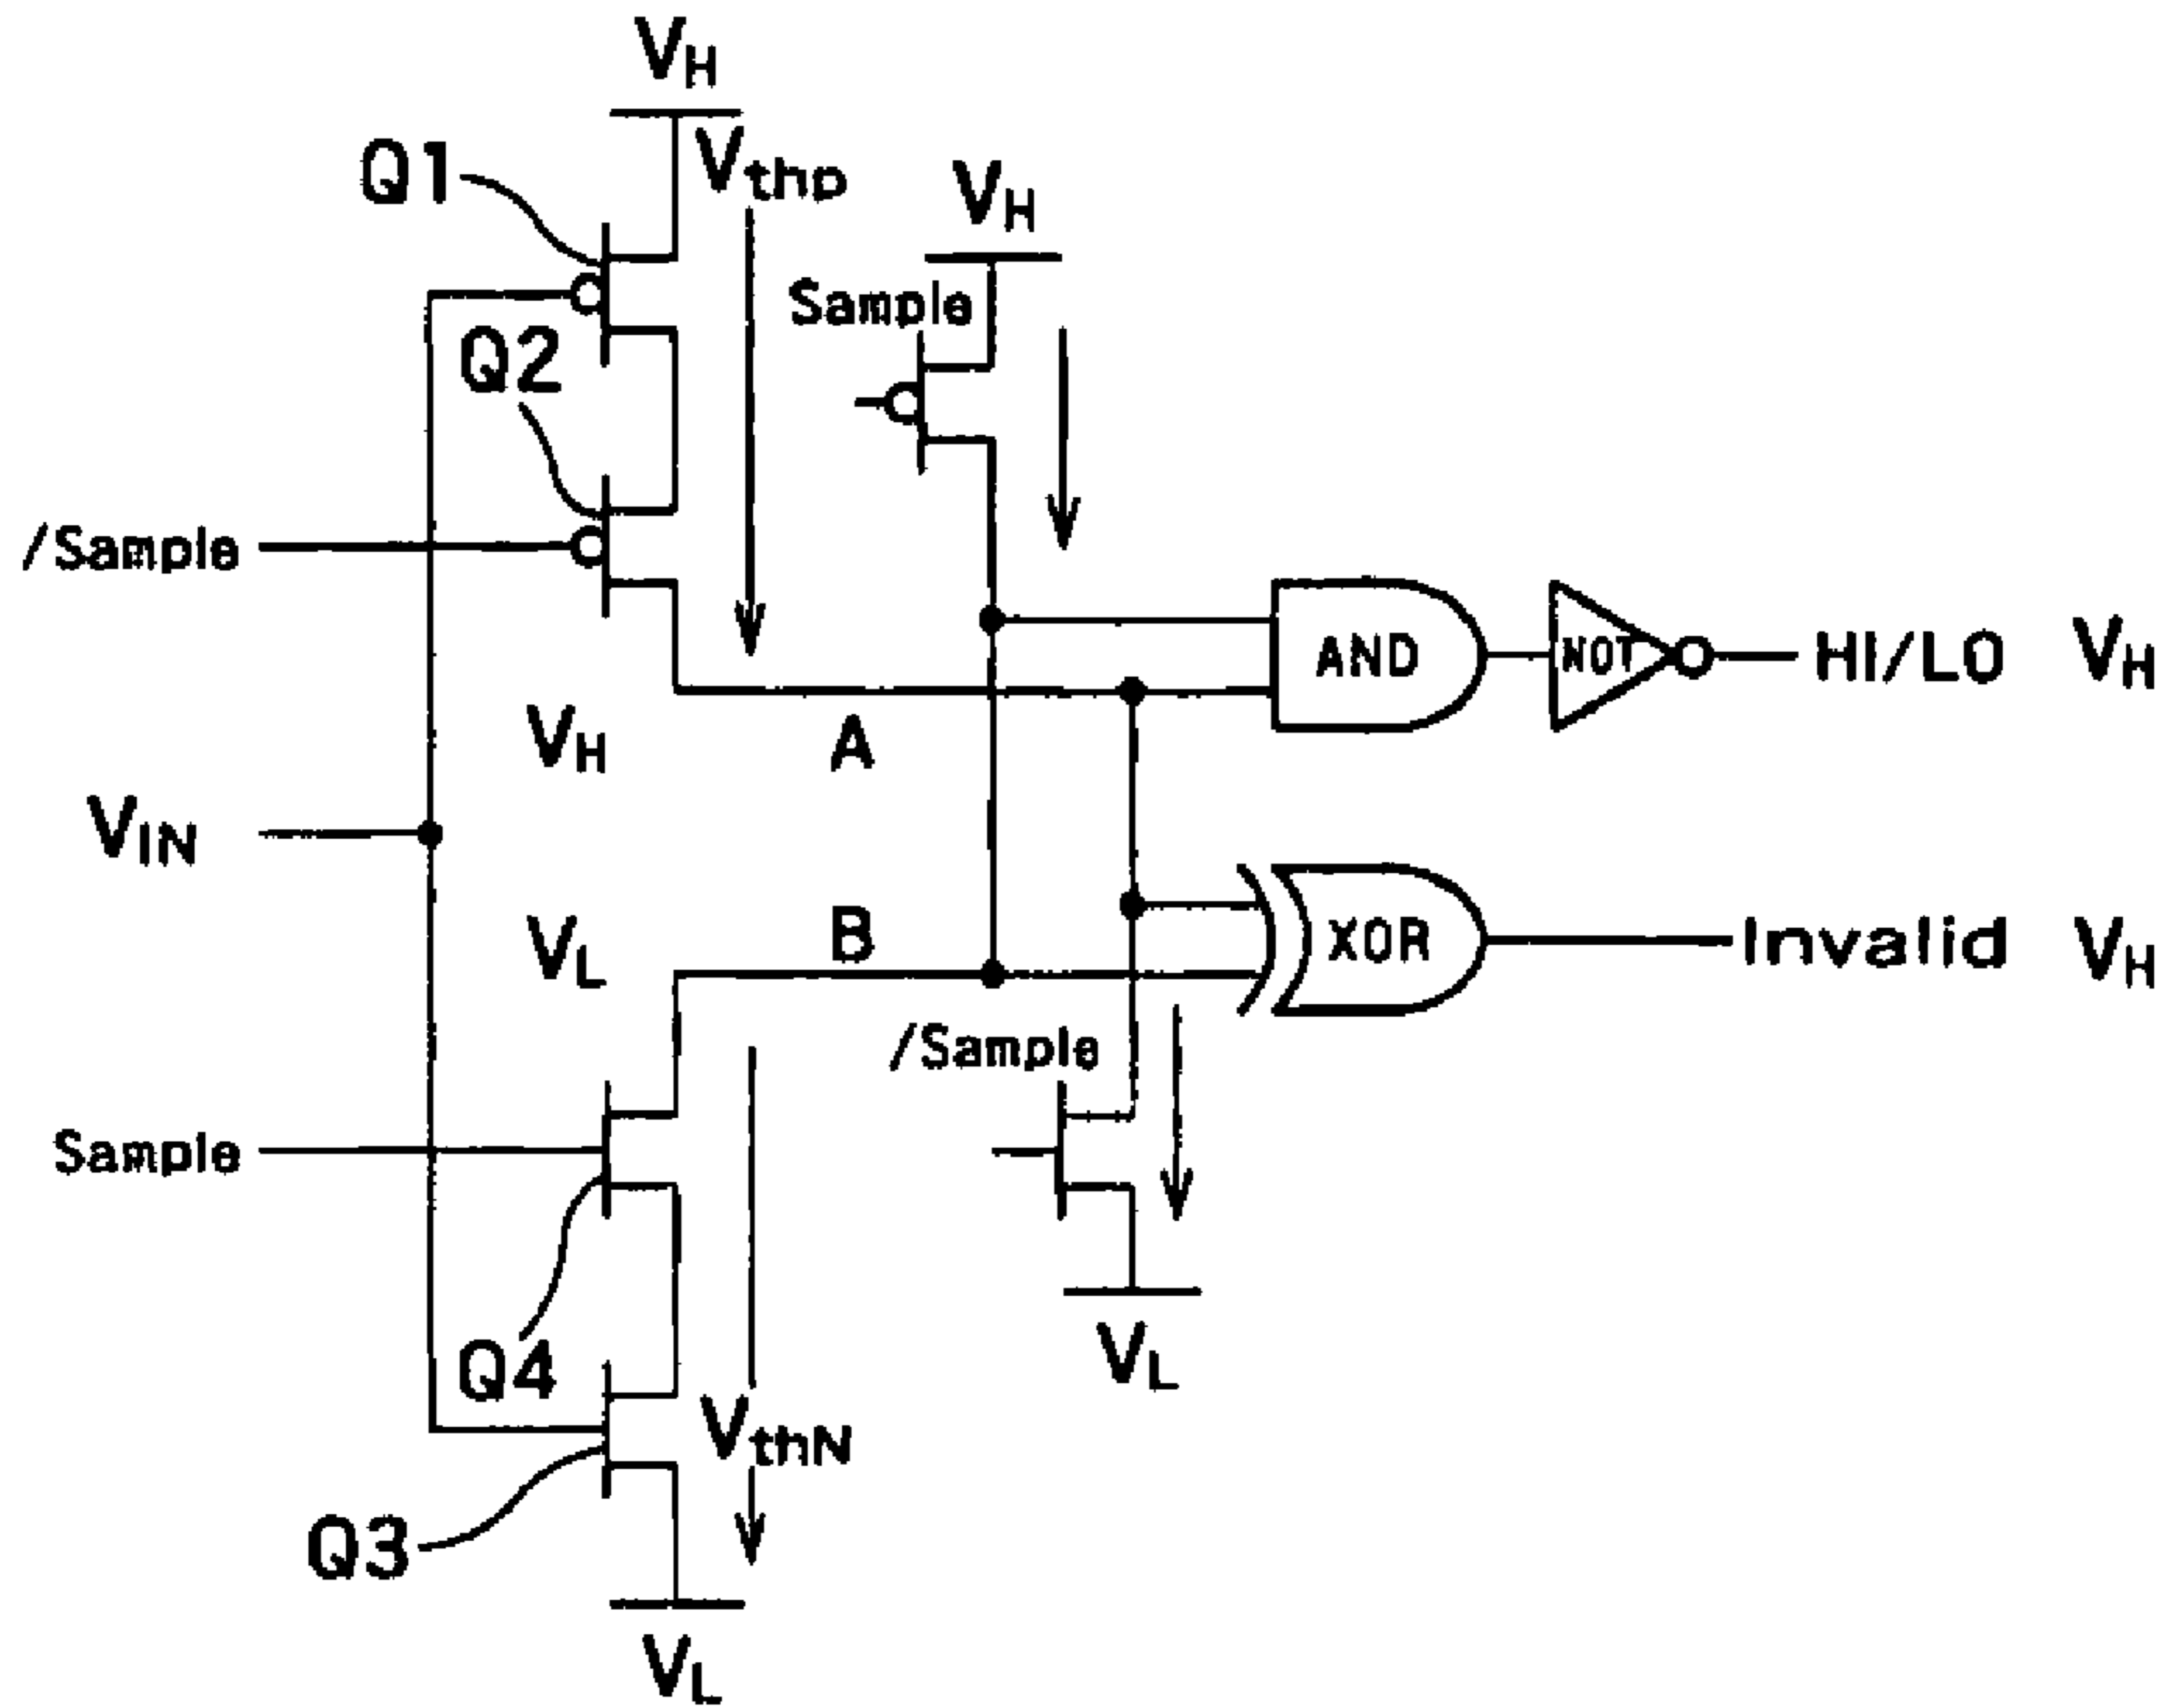 VH
Q1
Vthp
VH
Sample
Q2
/Sample
AND
NOT
HI/LO
VH
VH
A
VIN
VL
B
XOR
Invalid
VH
/Sample
Sample
VL
Q4
VthN
Q3
VL